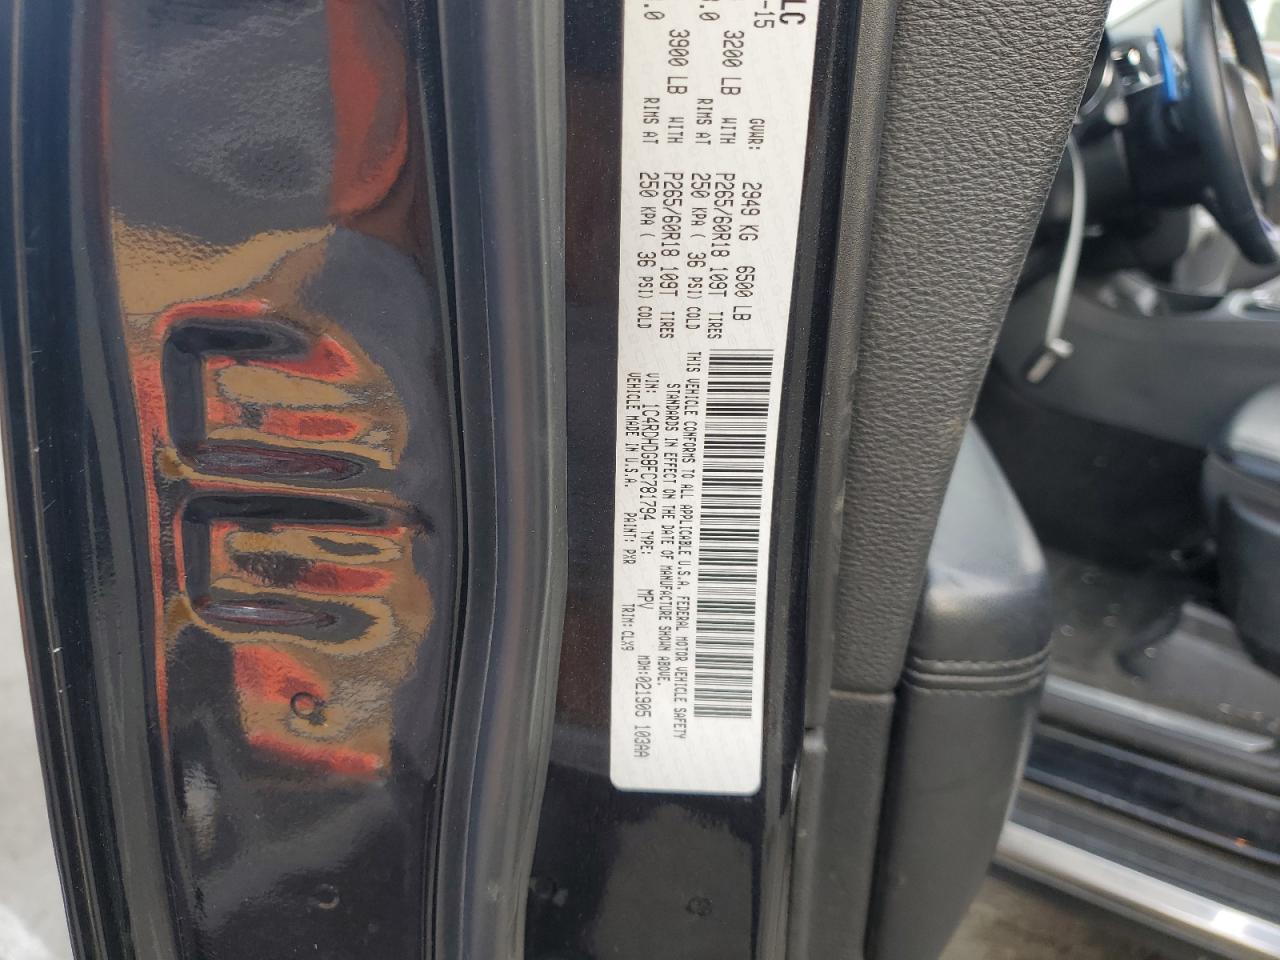 LC
-15
GVWR: 2949 KG 6500 LB
3200 LB WITH P265/60R18 109T TIRES
.0 RIMS AT 250 KPA ( 36 PSI) COLD
3900 LB WITH P265/60R18 109T TIRES
.0 RIMS AT 250 KPA ( 36 PSI) COLD
THIS VEHICLE CONFORMS TO ALL APPLICABLE U.S.A. FEDERAL MOTOR VEHICLE SAFETY
STANDARDS IN EFFECT ON THE DATE OF MANUFACTURE SHOWN ABOVE.
VIN: 1C4RDHDG8FC781794 TYPE: MPV MDH:021905 103AA
VEHICLE MADE IN U.S.A. PAINT: PXR TRIM: CLX9